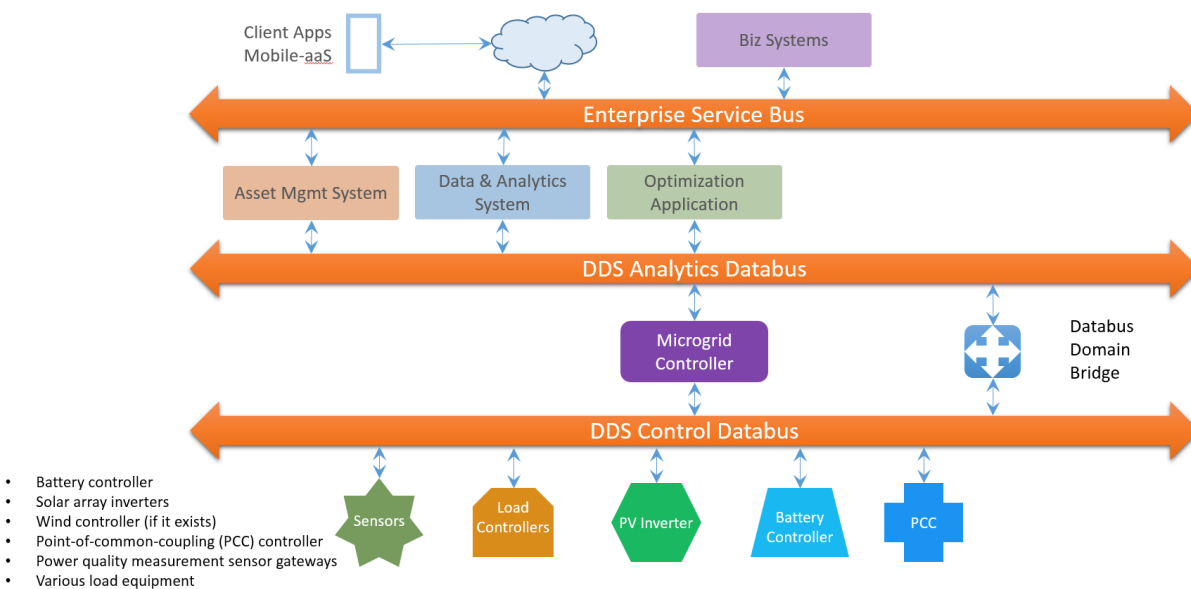 Client Apps
Mobile-aaS
Biz Systems
Enterprise Service Bus
Asset Mgmt System
Data & Analytics
System
Optimization
Application
DDS Analytics Databus
Microgrid
Controller
Databus
Domain
Bridge
DDS Control Databus
• Battery controller
• Solar array inverters
• Wind controller (if it exists)
• Point-of-common-coupling (PCC) controller
• Power quality measurement sensor gateways
• Various load equipment
Sensors
Load
Controllers
PV Inverter
Battery
Controller
PCC